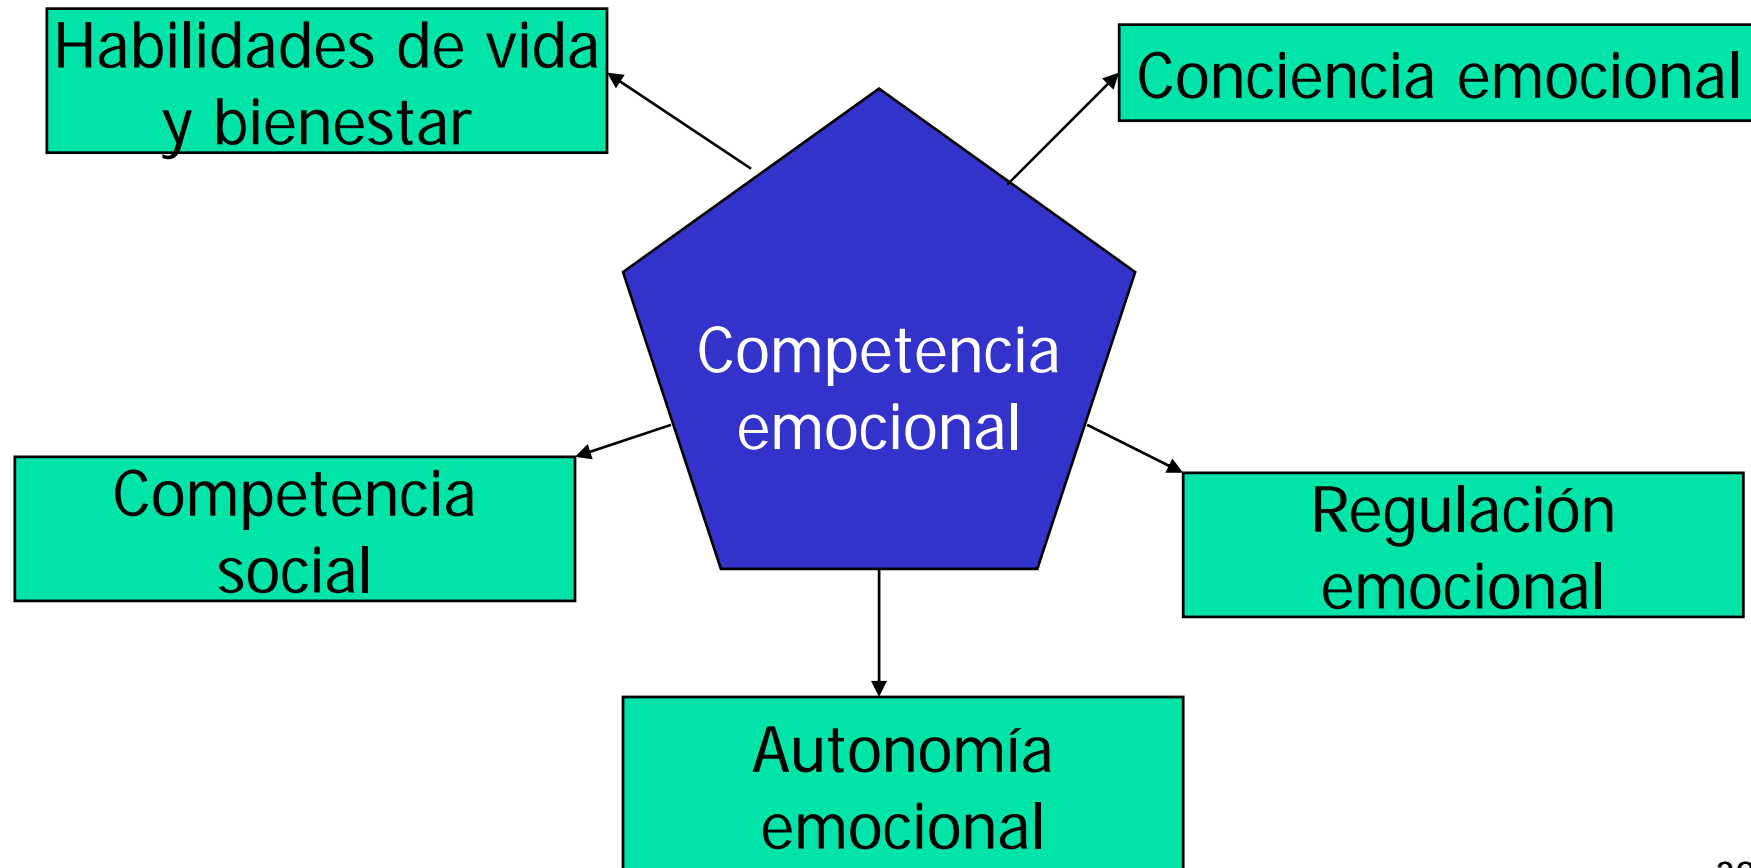 Habilidades de vida
y bienestar
Conciencia emocional
Competencia
emocional
Competencia
social
Regulación
emocional
Autonomía
emocional